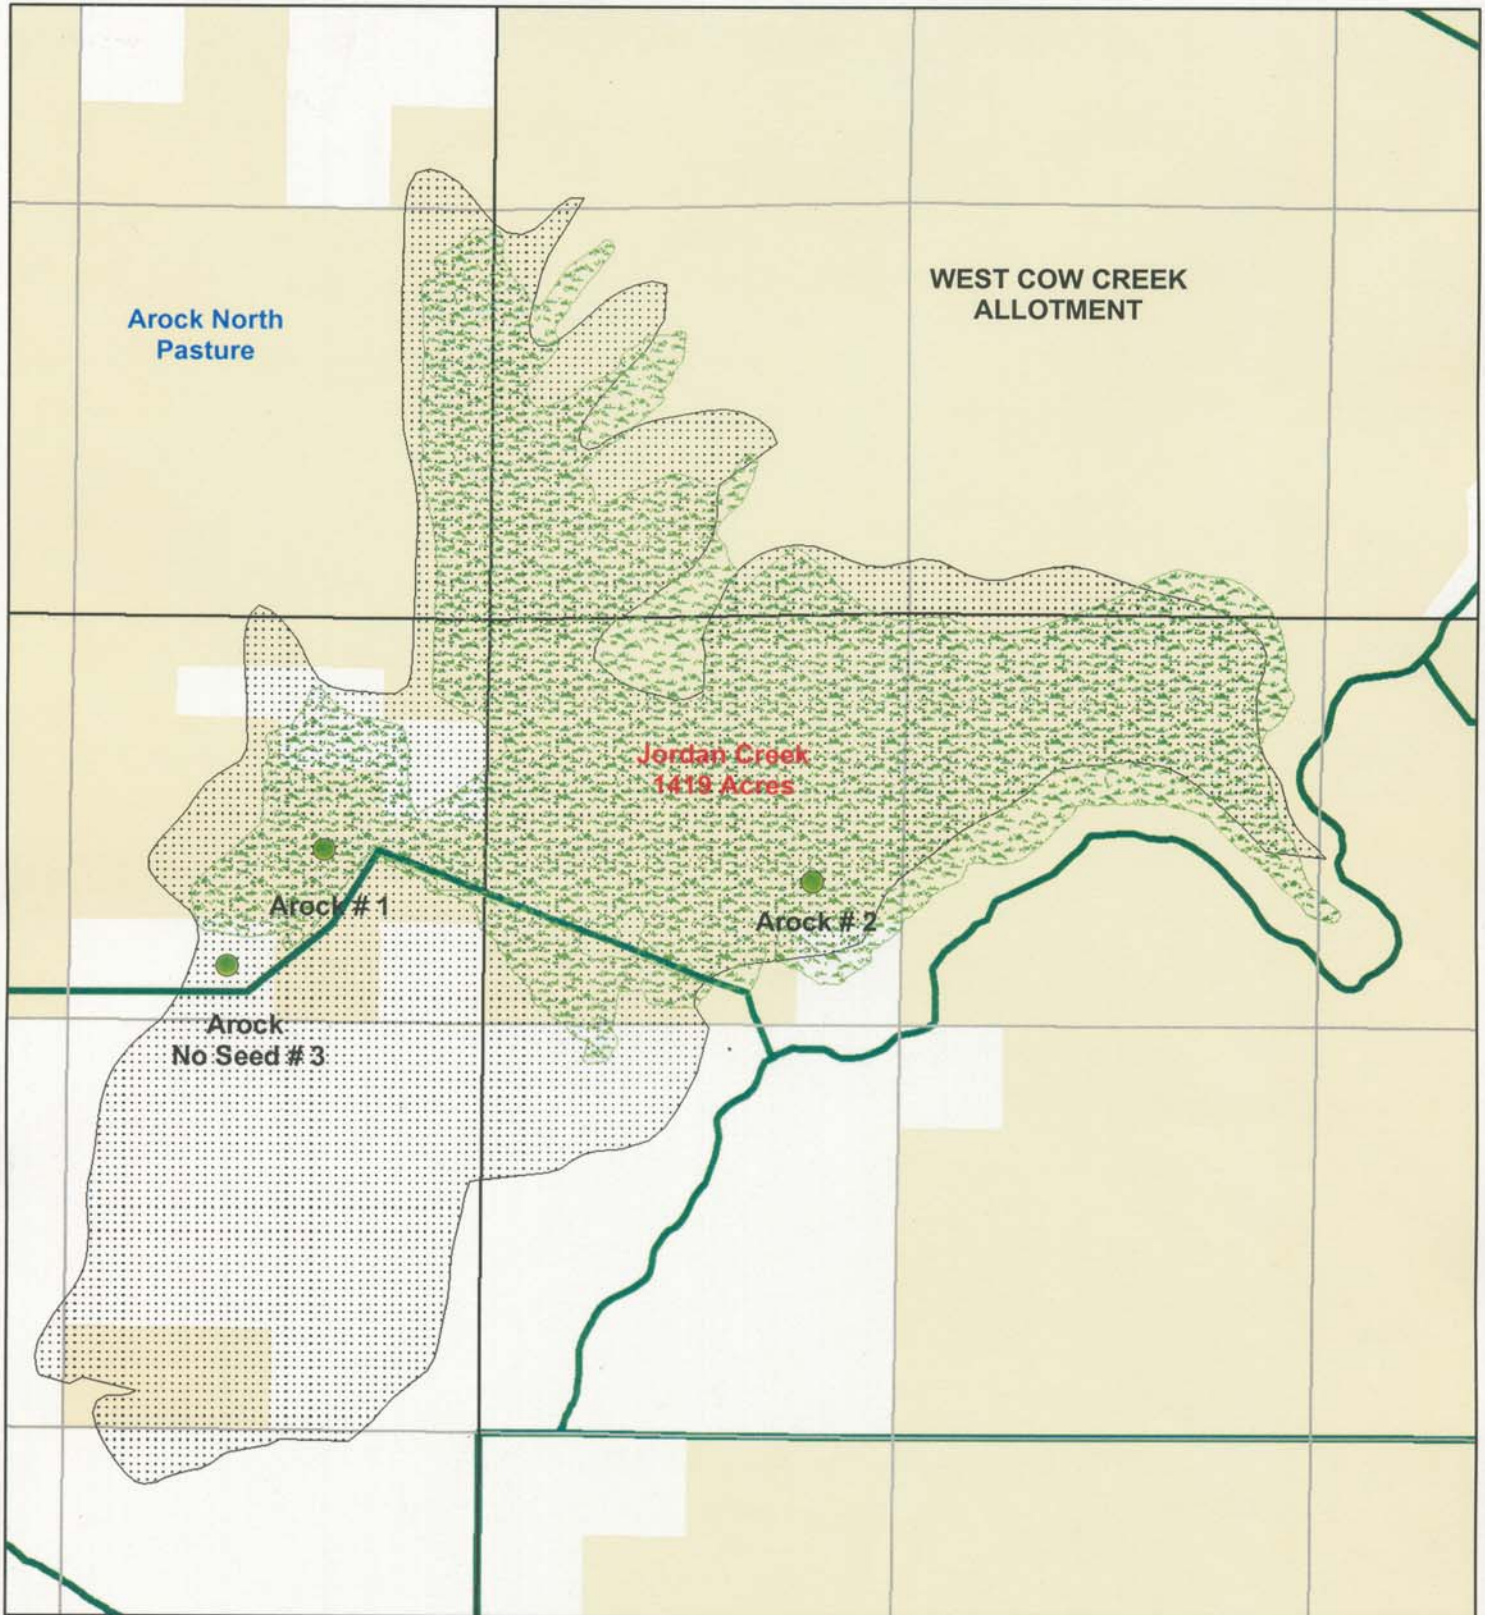 WEST COW CREEK
ALLOTMENT
Arock North
Pasture
Jordan Creek
1419 Acres
Arock # 1
Arock # 2
Arock
No Seed # 3